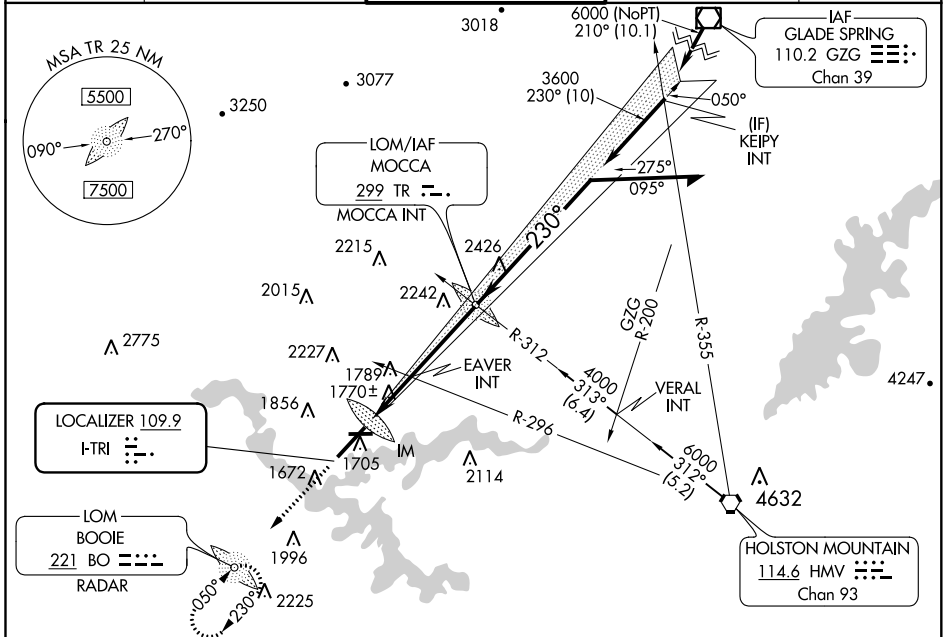 3018
6000 (NoPT)
210° (10.1)
IAF
GLADE SPRING
110.2 GZG
Chan 39
MSA TR 25 NM
5500
090°
270°
7500
3250
3077
3600
230° (10)
050°
(IF)
KEIPY
INT
LOM/IAF
MOCCA
299 TR
MOCCA INT
275°
095°
230°
2215
2426
2015
2242
2775
2227
R-312
GZG
R-200
R-355
1789
EAVER
INT
4000
313°
(6.4)
VERAL
INT
4247
1770±
1856
R-296
LOCALIZER 109.9
I-TRI
IM
1705
1672
2114
6000
312°
(5.2)
4632
LOM
BOOIE
221 BO
RADAR
1996
050°
230°
2225
HOLSTON MOUNTAIN
114.6 HMV
Chan 93